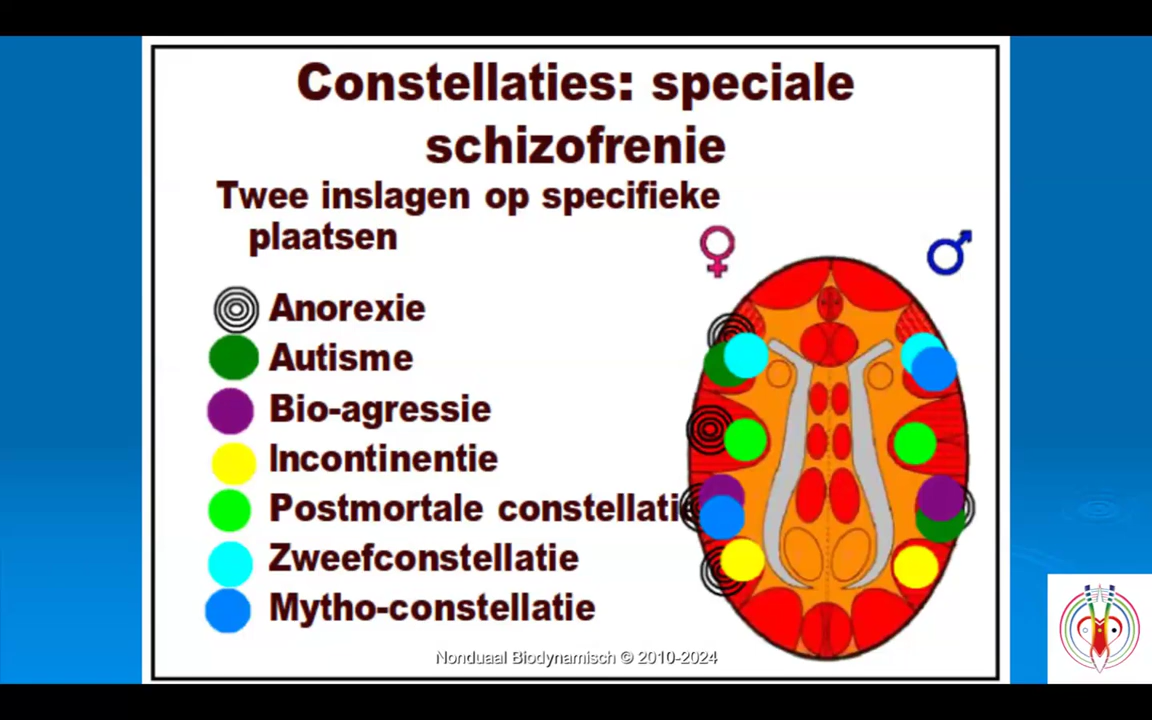 Constellaties: speciale
schizofrenie
Twee inslagen op specifieke
plaatsen
Anorexie
Autisme
Bio-agressie
Incontinentie
Postmortale constellatie
Zweefconstellatie
Mytho-constellatie
Nonduaal Biodynamisch © 2010-2024